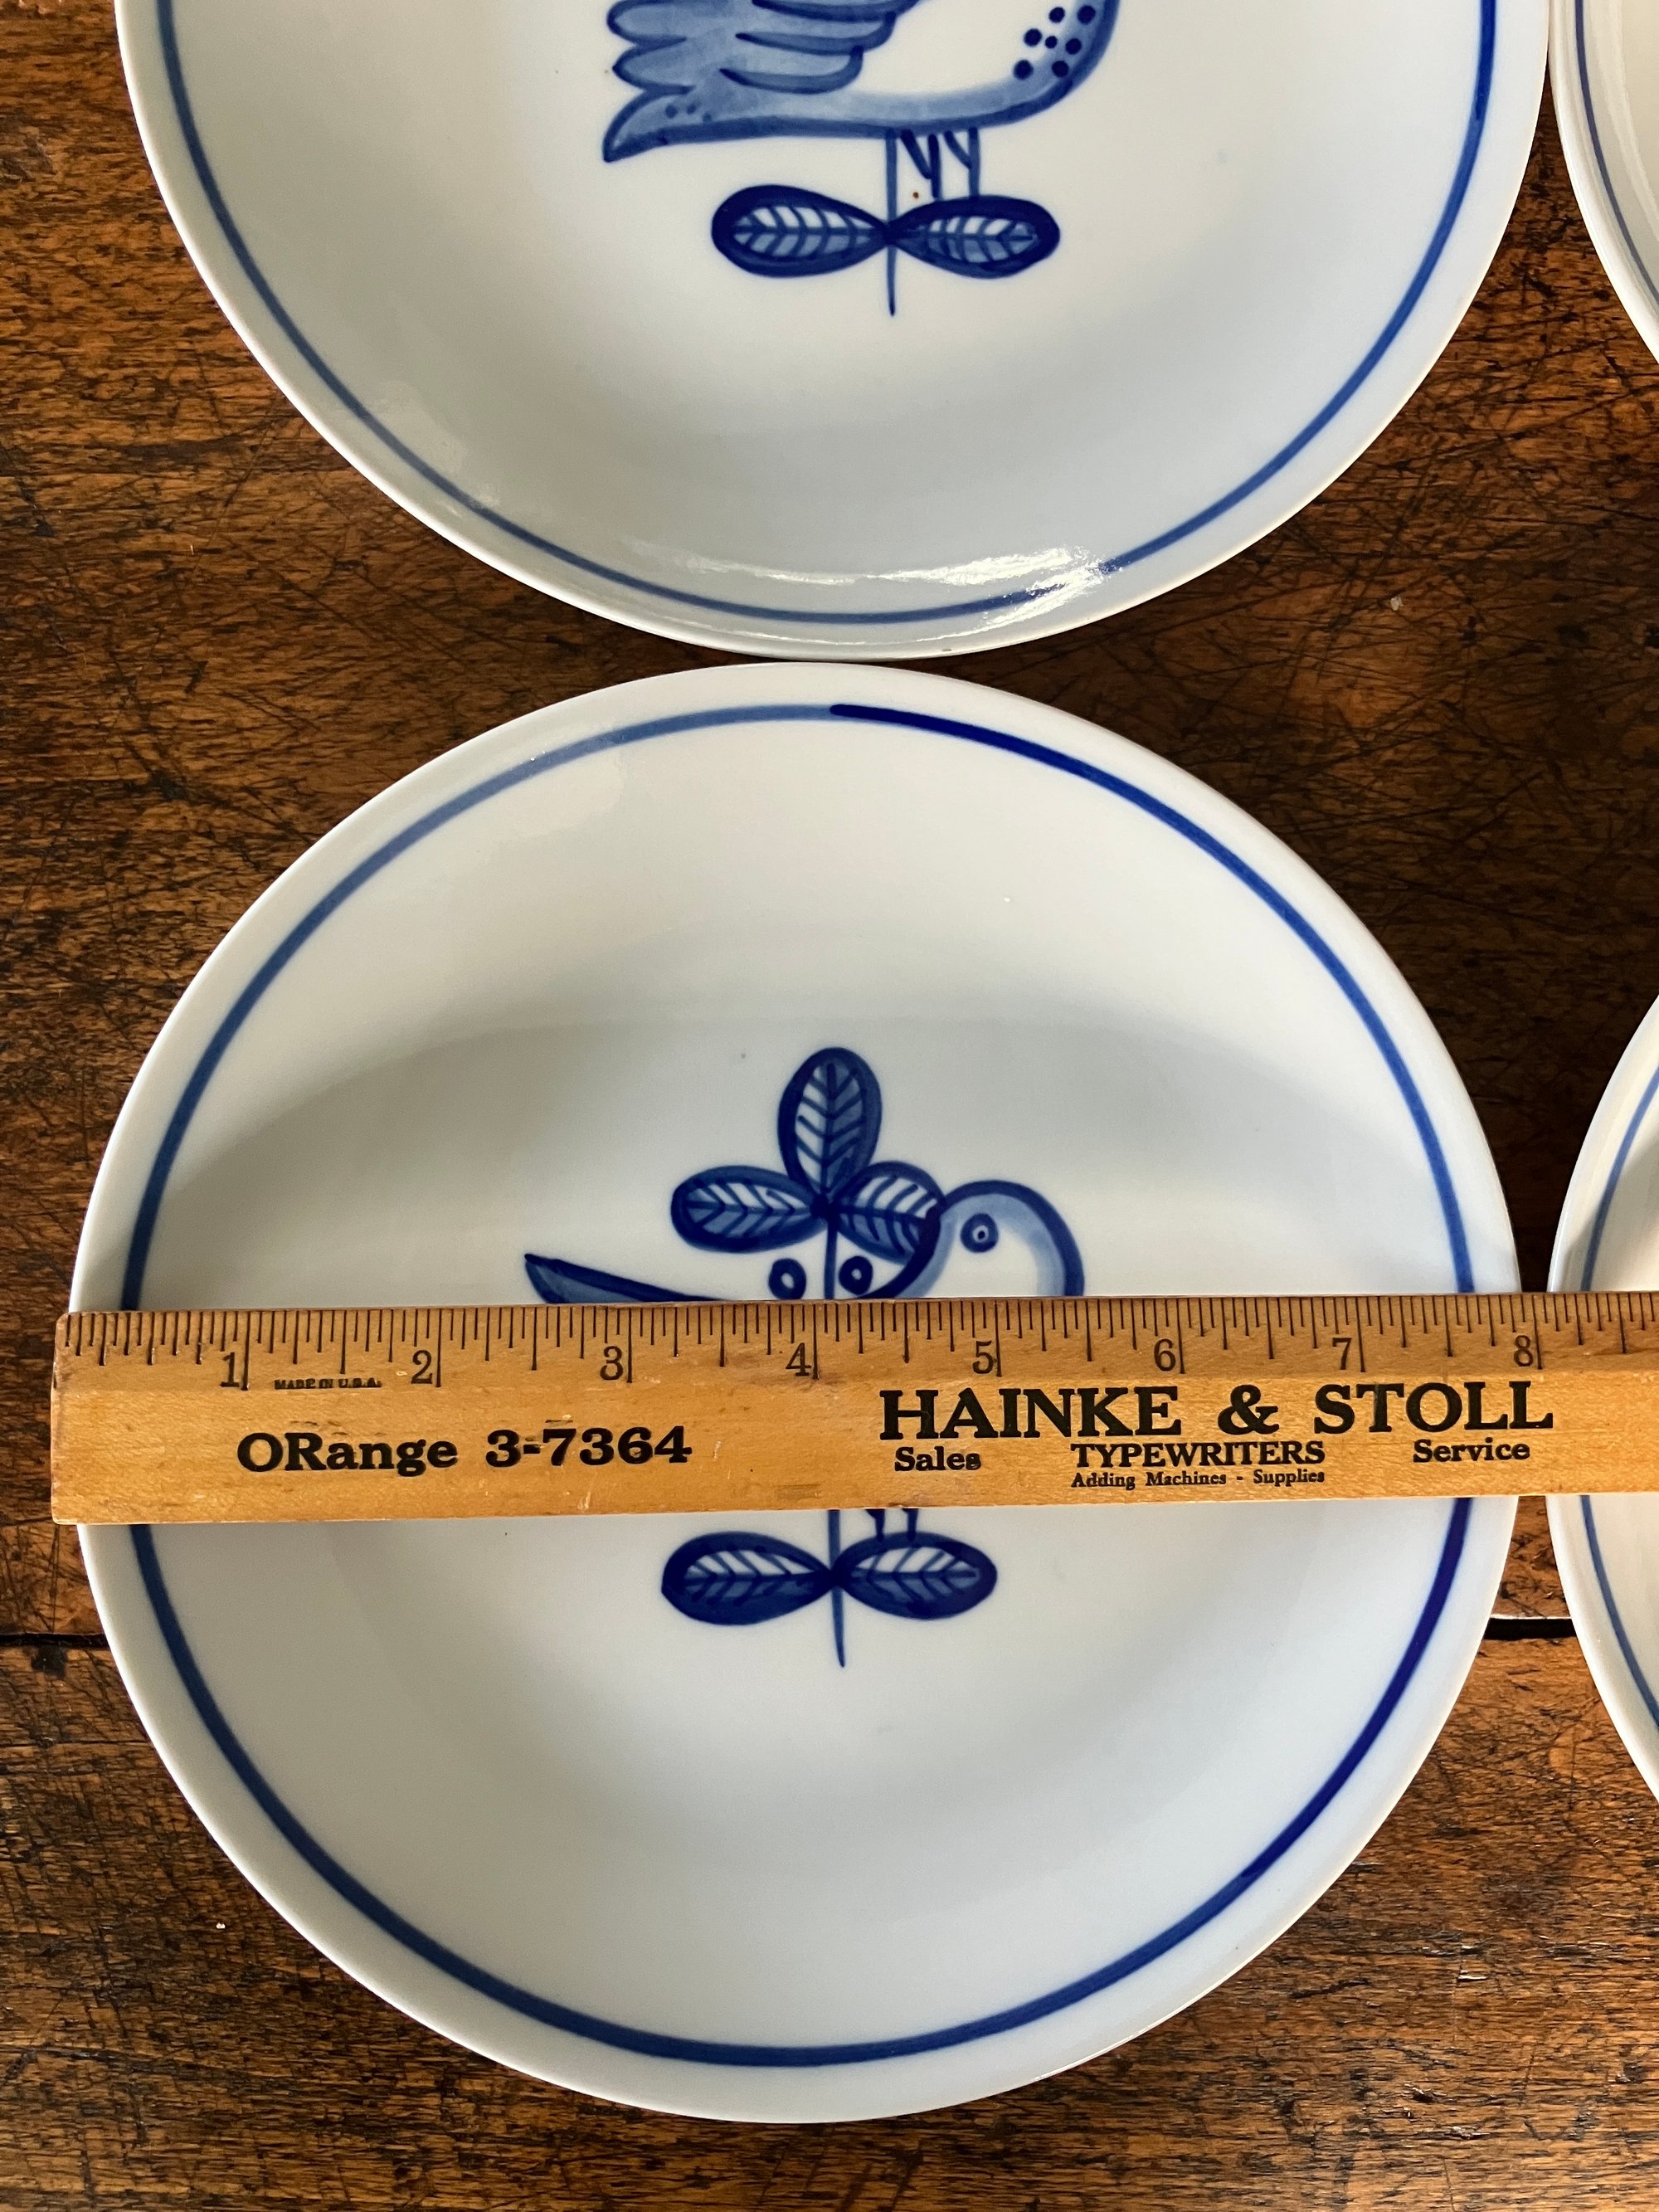 1 2 3 4 5 6 7 8
MADE IN U.S.A.
ORange 3-7364
HAINKE & STOLL
Sales TYPEWRITERS Service
Adding Machines - Supplies